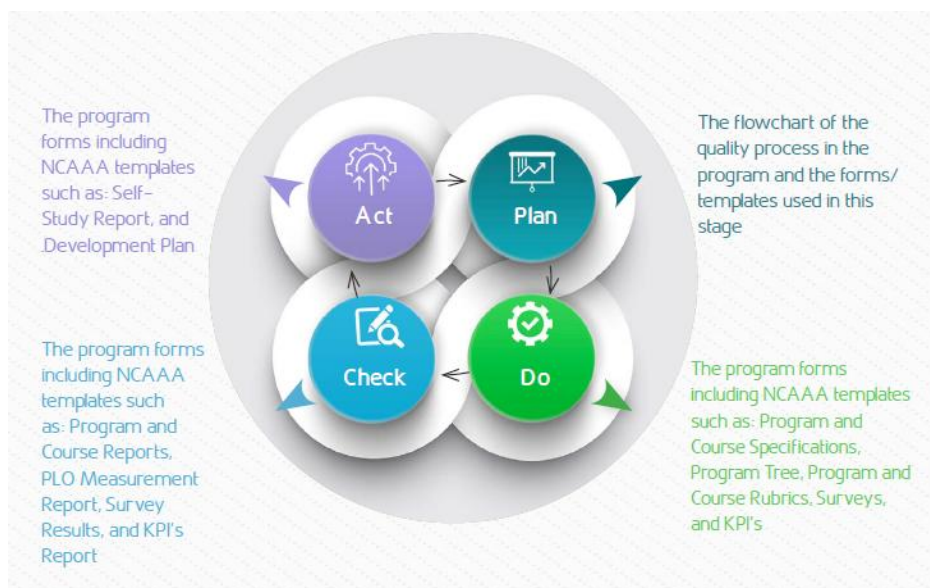 The program
forms including
NCAAA templates
such as: Self-
Study Report, and
.Development Plan
Act
Plan
The flowchart of the
quality process in the
program and the forms/
templates used in this
stage
The program forms
including NCAAA
templates such
as: Program and
Course Reports,
PLO Measurement
Report, Survey
Results, and KPI's
Report
Check
Do
The program forms
including NCAAA templates
such as: Program and
Course Specifications,
Program Tree, Program and
Course Rubrics, Surveys,
and KPI's